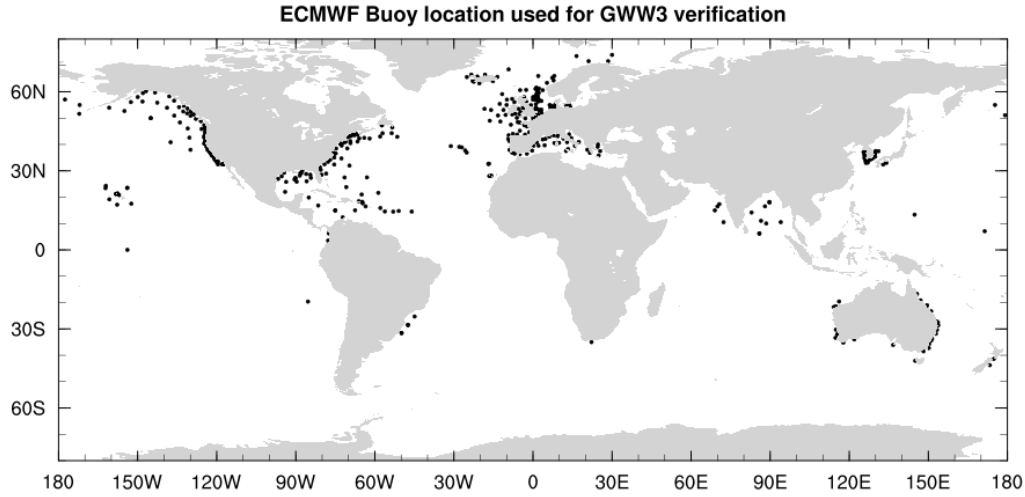 ECMWF Buoy location used for GWW3 verification
60N
30N
0
30S
60S
180 150W 120W 90W 60W 30W 0 30E 60E 90E 120E 150E 180